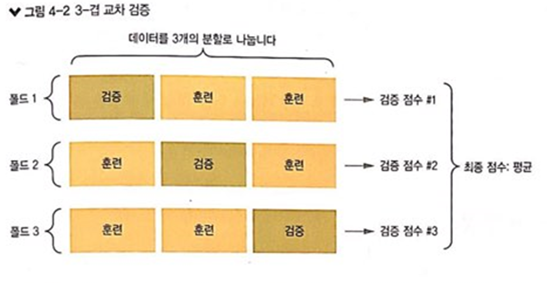 그림 4-2 3-겹 교차 검증
데이터를 3개의 분할로 나눕니다
폴드 1 검증 훈련 훈련 검증 점수 #1
폴드 2 훈련 검증 훈련 검증 점수 #2
최종 점수: 평균
폴드 3 훈련 훈련 검증 검증 점수 #3